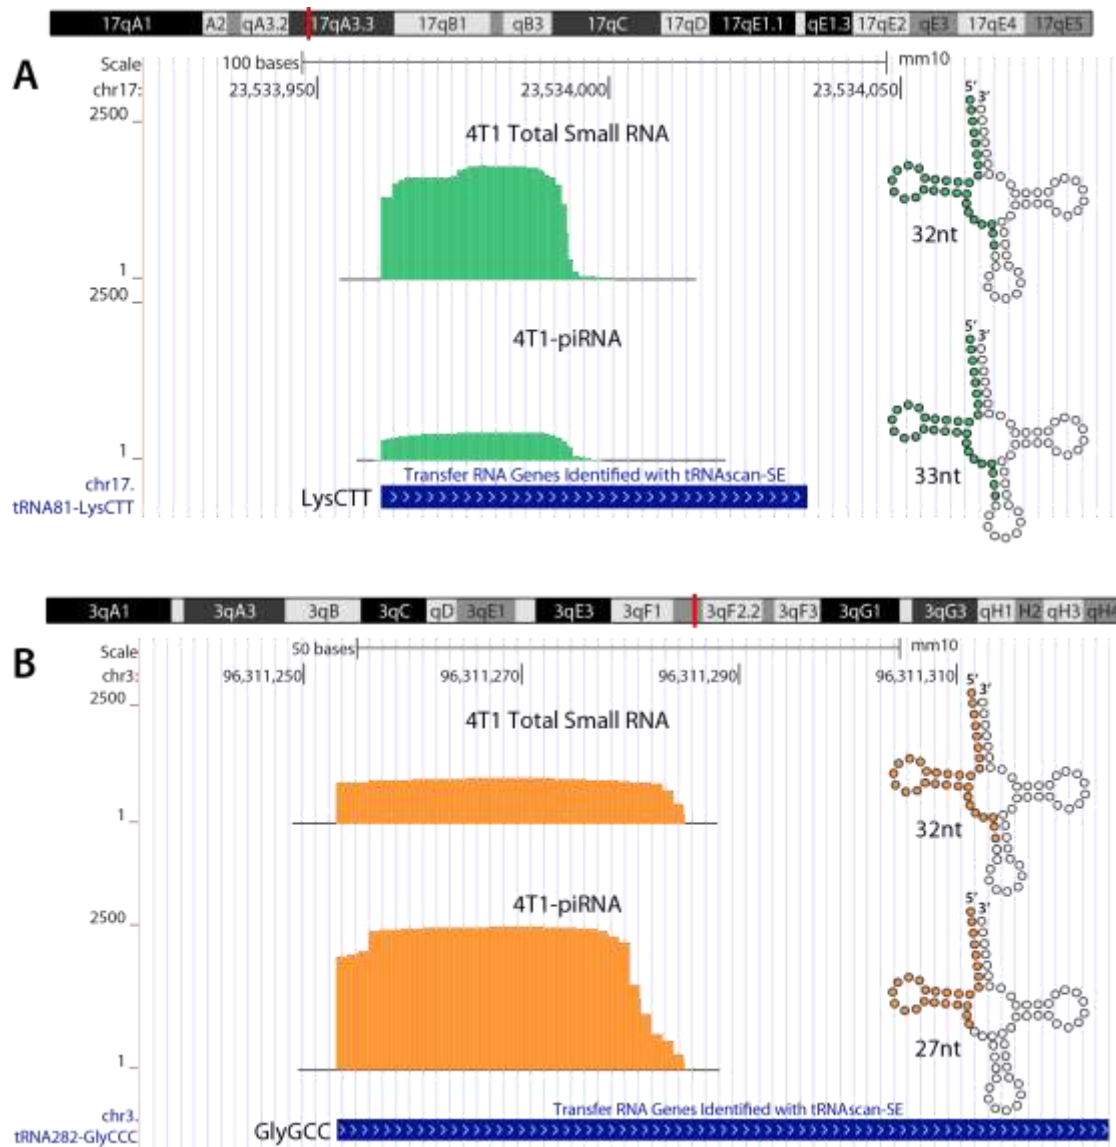 17qA1 A2 qA3.2 17qA3.3 17qB1 qB3 17qC 17qD 17qE1.1 qE1.3 17qE2 qE3 17qE4 17qE5
A
Scale 100 bases mm10
chr17: 23,533,950 23,534,000 23,534,050
2500
4T1 Total Small RNA
5’ 3’
32nt
1
2500
4T1-piRNA
5’ 3’
33nt
1
Transfer RNA Genes Identified with tRNAscan-SE
chr17.
tRNA81-LysCTT
LysCTT
3qA1 3qA3 3qB 3qC qD 3qE1 3qE3 3qF1 3qF2.2 3qF3 3qG1 3qG3 qH1 H2 qH3 qH4
B
Scale 50 bases mm10
chr3: 96,311,250 96,311,270 96,311,290 96,311,310
2500
4T1 Total Small RNA
5’ 3’
32nt
1
4T1-piRNA
2500
5’ 3’
27nt
1
Transfer RNA Genes Identified with tRNAscan-SE
chr3.
tRNA282-GlyCCC
GlyGCC